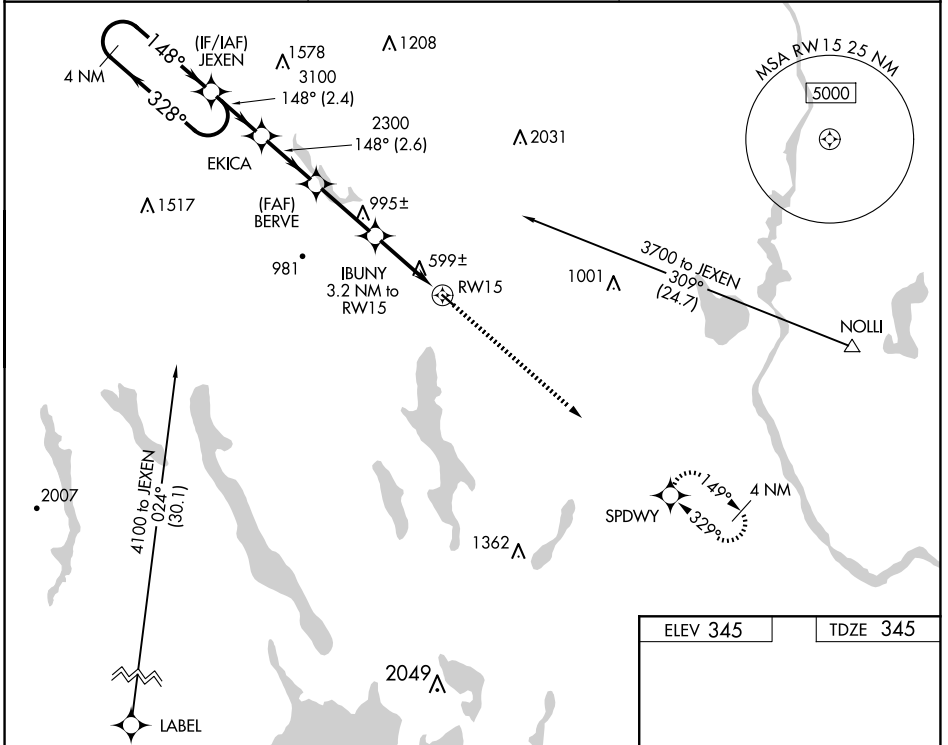 (IF/IAF)
JEXEN
148°
4 NM
328°
1578
1208
3100
148° (2.4)
2300
148° (2.6)
EKICA
2031
MSA RW15 25 NM
5000
1517
(FAF)
BERVE
995±
981
IBUNY
3.2 NM to
RW15
599±
RW15
3700 to JEXEN
309°
(24.7)
1001
NOLLI
4100 to JEXEN
024°
(30.1)
2007
SPDWY
149°
329°
4 NM
1362
2049
LABEL
ELEV 345
TDZE 345